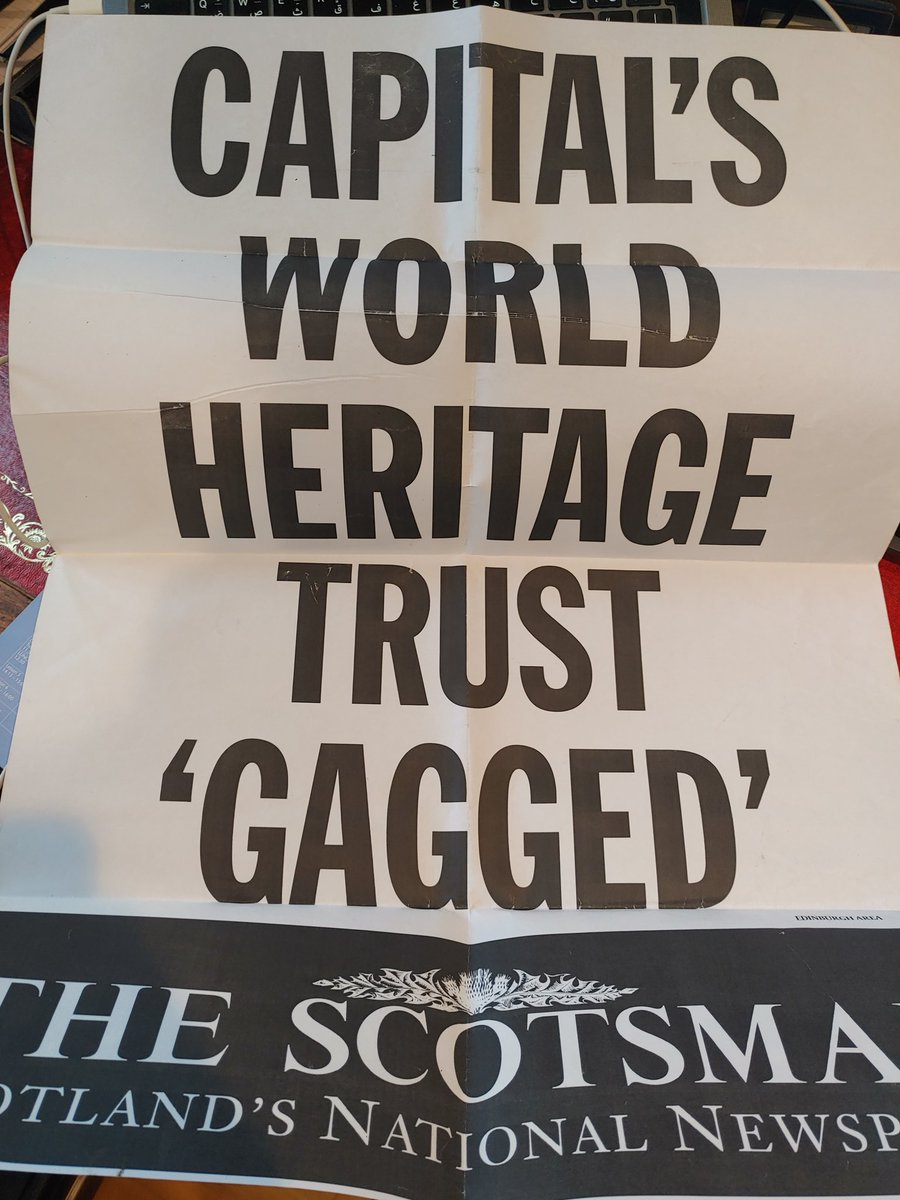 CAPITAL'S
WORLD
HERITAGE
TRUST
‘GAGGED’
EDINBURGH AREA
THE SCOTSMA
OTLAND'S NATIONAL NEWSP